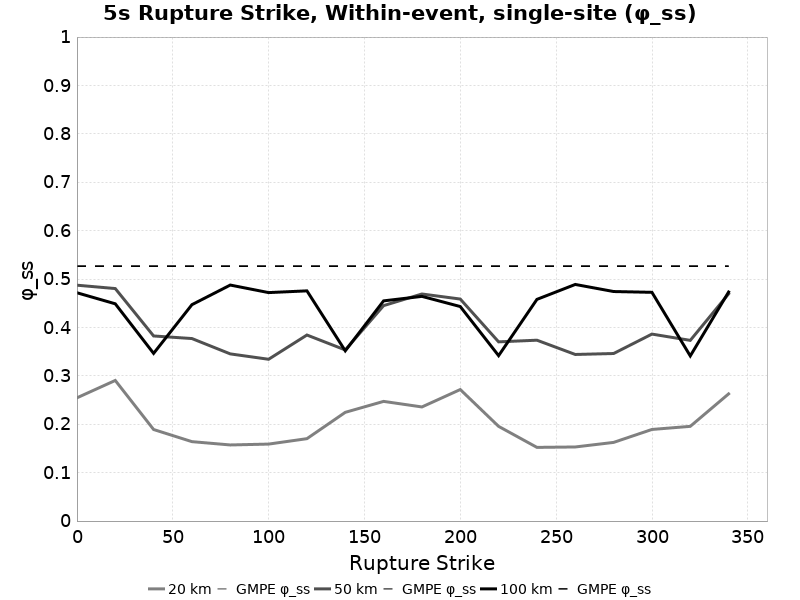 5s Rupture Strike, Within-event, single-site (φ_ss)
1
0.9
0.8
0.7
0.6
0.5
0.4
0.3
0.2
0.1
0
φ_ss
0 50 100 150 200 250 300 350
Rupture Strike
20 km GMPE φ_ss 50 km GMPE φ_ss 100 km GMPE φ_ss